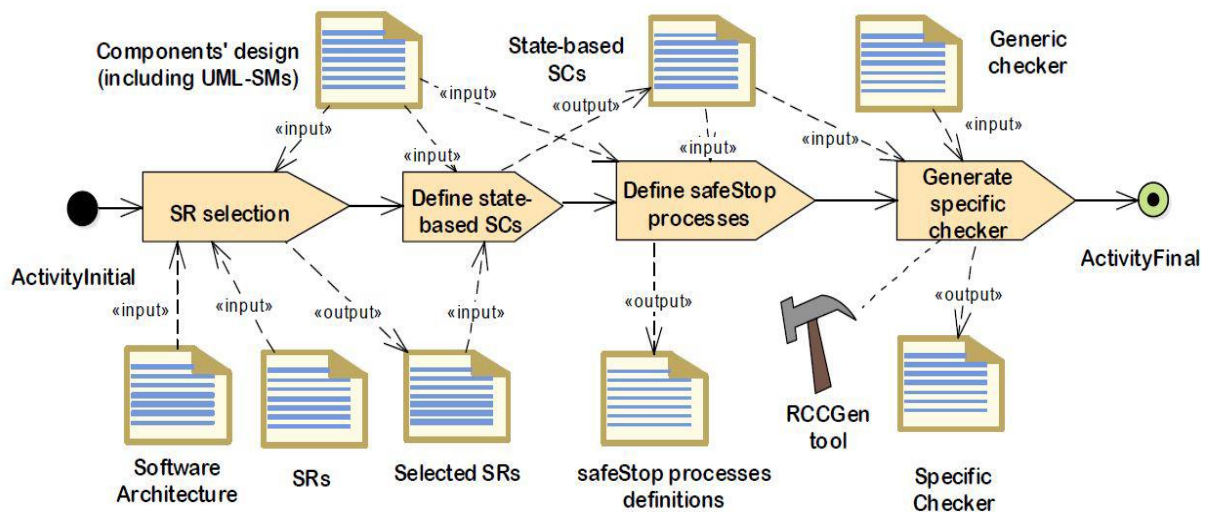 Components' design
(including UML-SMs)
State-based
SCs
Generic
checker
«input»
«output»
«input»
«input»
«input»
«input»
«input»
«input»
SR selection
Define state-
based SCs
Define safeStop
processes
Generate
specific
checker
ActivityInitial
ActivityFinal
«input»
«input»
«output»
«input»
«output»
«output»
Software
Architecture
SRs
Selected SRs
safeStop processes
definitions
RCCGen
tool
Specific
Checker